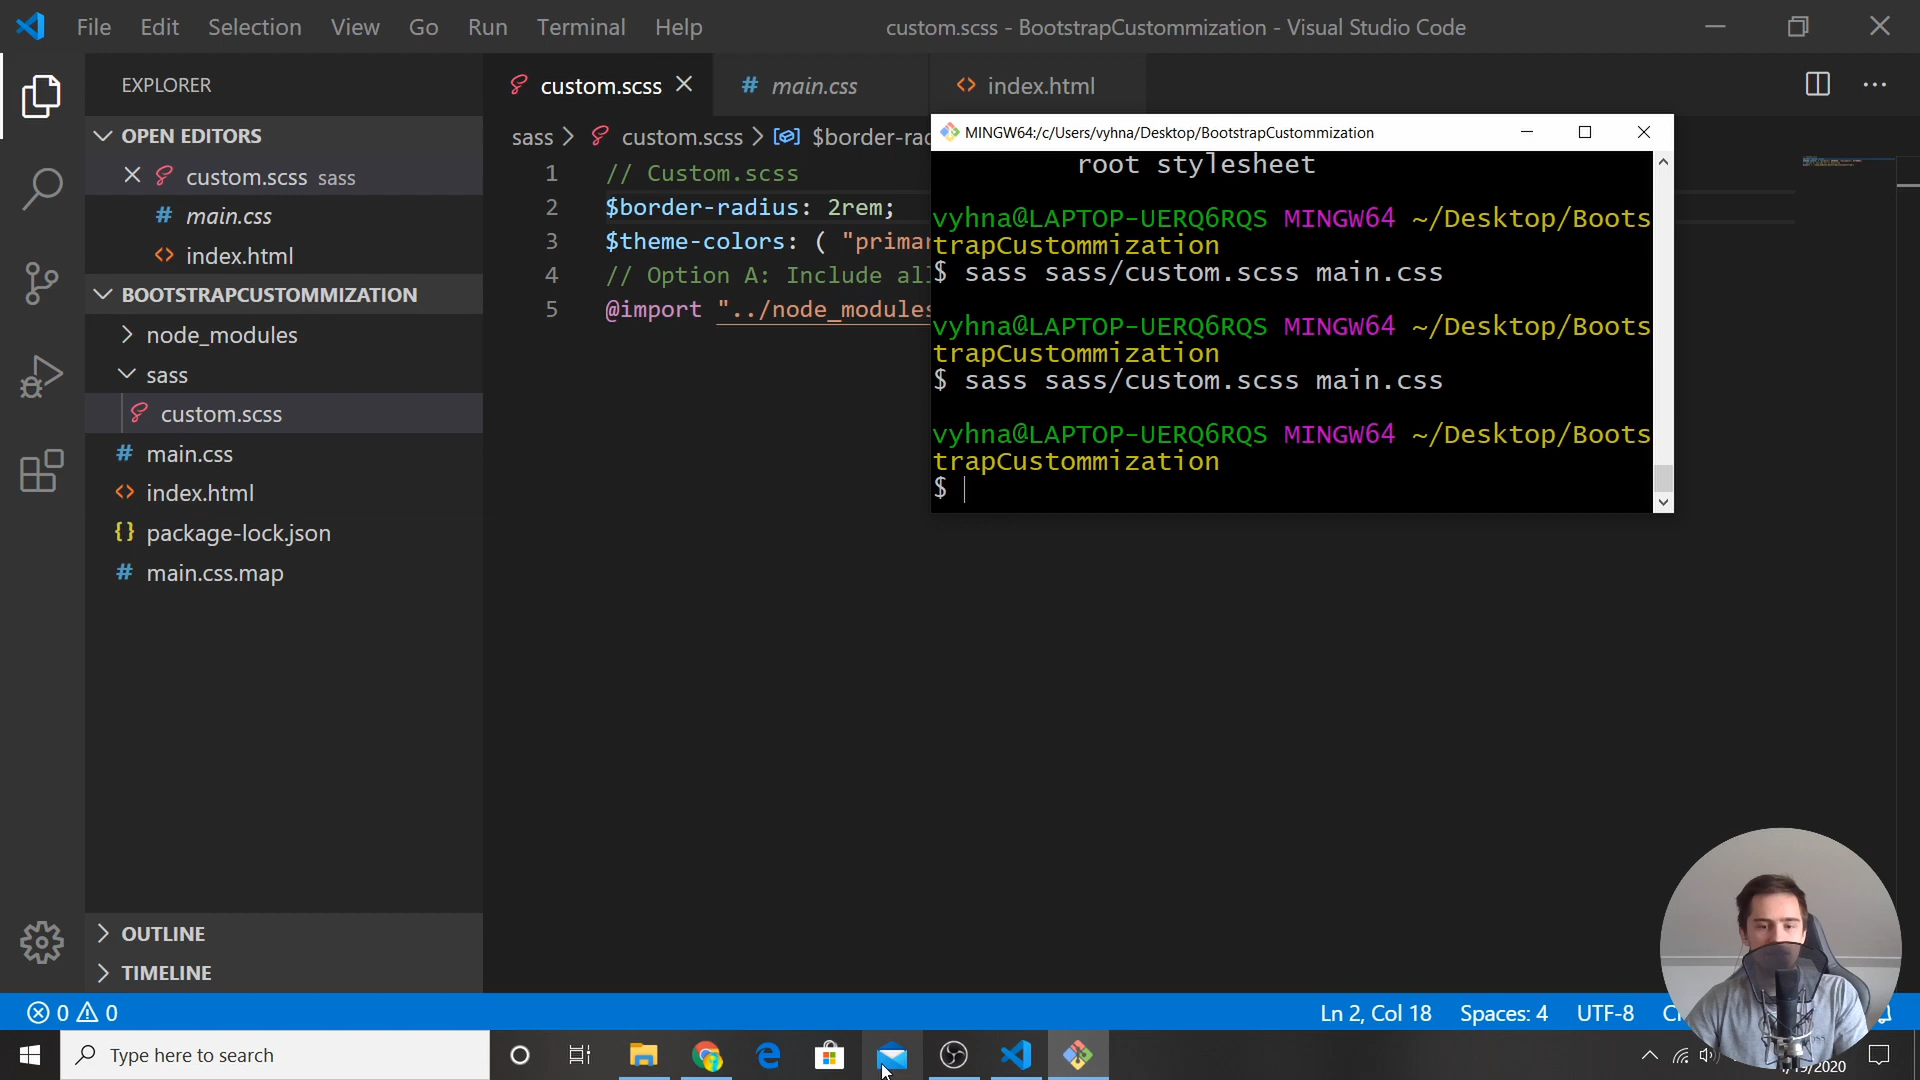 File Edit Selection View Go Run Terminal Help custom.scss - BootstrapCustommization - Visual Studio Code
EXPLORER
OPEN EDITORS
custom.scss sass
main.css
index.html
BOOTSTRAPCUSTOMMIZATION
node_modules
sass
custom.scss
main.css
index.html
package-lock.json
main.css.map
OUTLINE
TIMELINE
custom.scss main.css index.html
sass > custom.scss > $border-rad
1 // Custom.scss
2 $border-radius: 2rem;
3 $theme-colors: ( "primar
4 // Option A: Include al
5 @import "../node_modules
MINGW64:/c/Users/vyhna/Desktop/BootstrapCustommization
root stylesheet
vyhna@LAPTOP-UERQ6RQS MINGW64 ~/Desktop/Boots
trapCustommization
$ sass sass/custom.scss main.css
vyhna@LAPTOP-UERQ6RQS MINGW64 ~/Desktop/Boots
trapCustommization
$ sass sass/custom.scss main.css
vyhna@LAPTOP-UERQ6RQS MINGW64 ~/Desktop/Boots
trapCustommization
$
0 0 Ln 2, Col 18 Spaces: 4 UTF-8
Type here to search
/2020